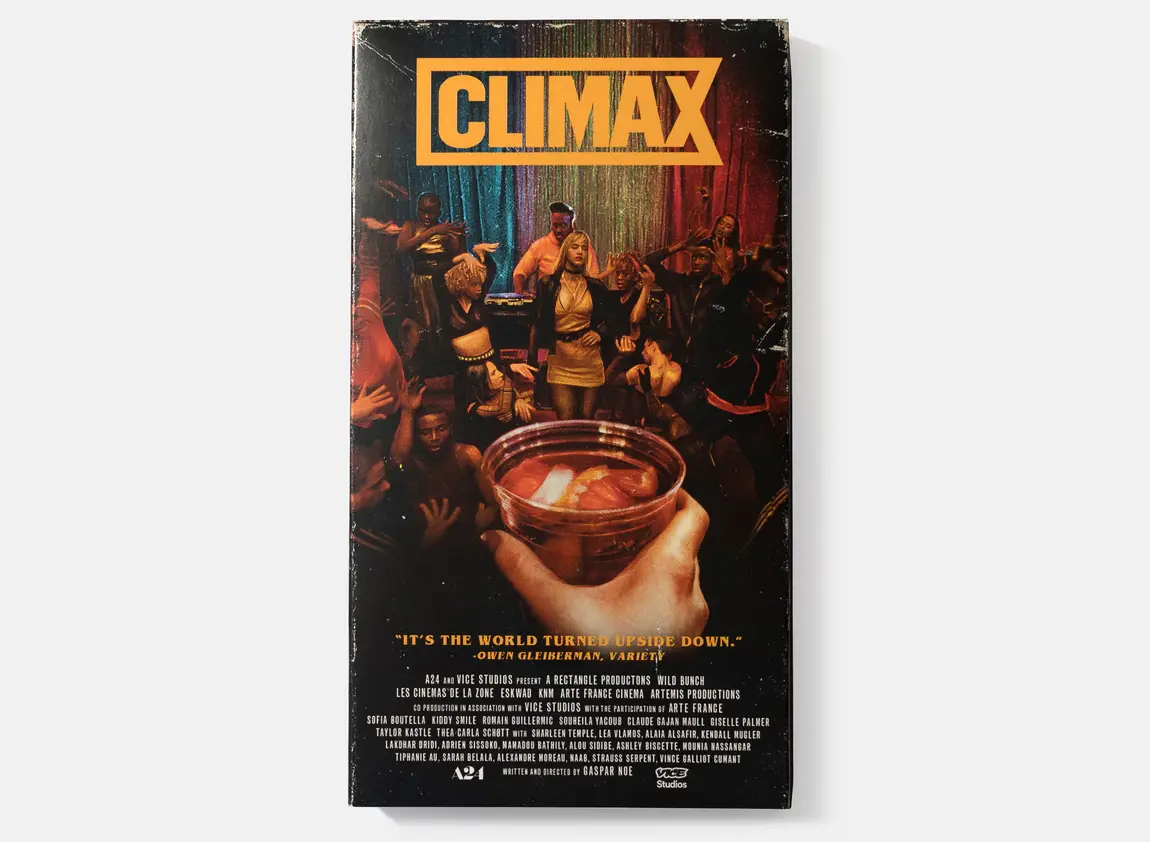 CLIMAX
"IT'S THE WORLD TURNED UPSIDE DOWN."
-OWEN GLEIBERMAN, VARIETY
A24 AND VICE STUDIOS PRESENT A RECTANGLE PRODUCTONS WILD BUNCH
LES CINEMAS DE LA ZONE ESKWAD KNM ARTE FRANCE CINEMA ARTEMIS PRODUCTIONS
CO PRODUCTION IN ASSOCIATION WITH VICE STUDIOS WITH THE PARTICIPATION OF ARTE FRANCE
SOFIA BOUTELLA KIDDY SMILE ROMAIN GUILLERMIC SOUHEILA YACOUB CLAUDE GAJAN MAULL GISELLE PALMER
TAYLOR KASTLE THEA CARLA SCHØTT WITH SHARLEEN TEMPLE, LEA VLAMOS, ALAIA ALSAFIR, KENDALL MUGLER
LAKDHAR DRIDI, ADRIEN SISSOKO, MAMADOU BATHILY, ALOU SIDIBE, ASHLEY BISCETTE, MOUNIA NASSANGAR
TIPHANIE AU, SARAH BELALA, ALEXANDRE MOREAU, NAAB, STRAUSS SERPENT, VINCE GALLIOT CUMANT
A24 WRITTEN AND DIRECTED BY GASPAR NOE VICE
Studios